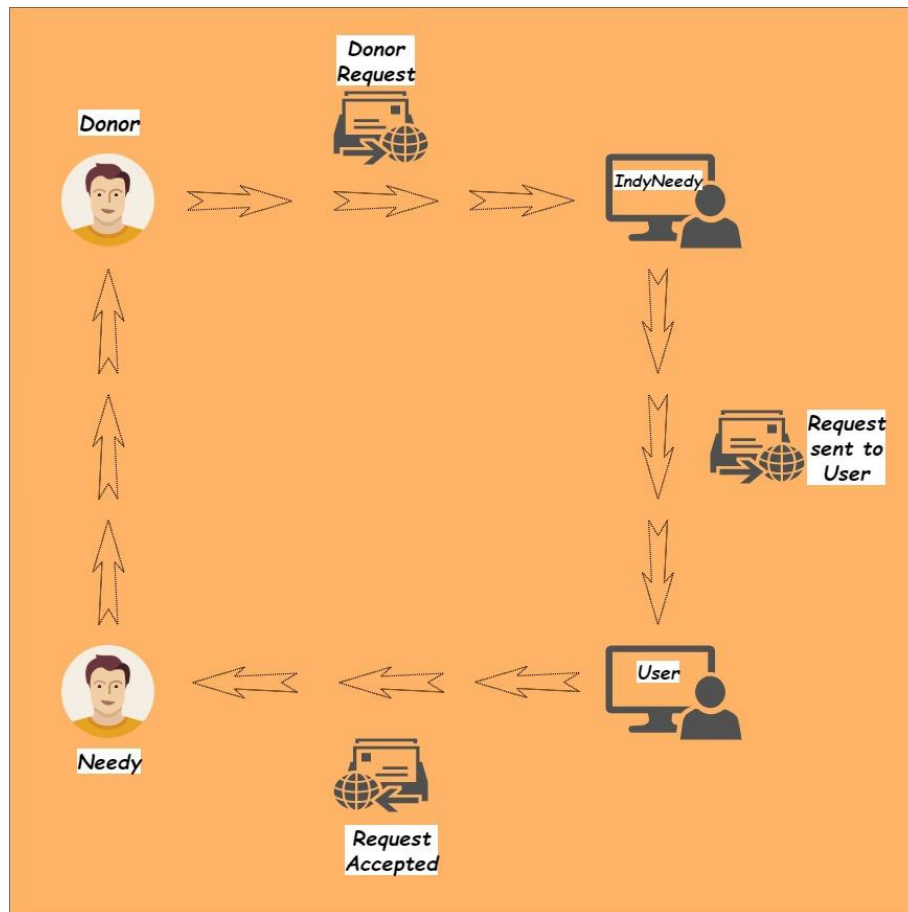 Donor
Request
Donor
IndyNeedy
Request
sent to
User
User
Needy
Request
Accepted